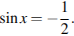 sin x = −1/2.